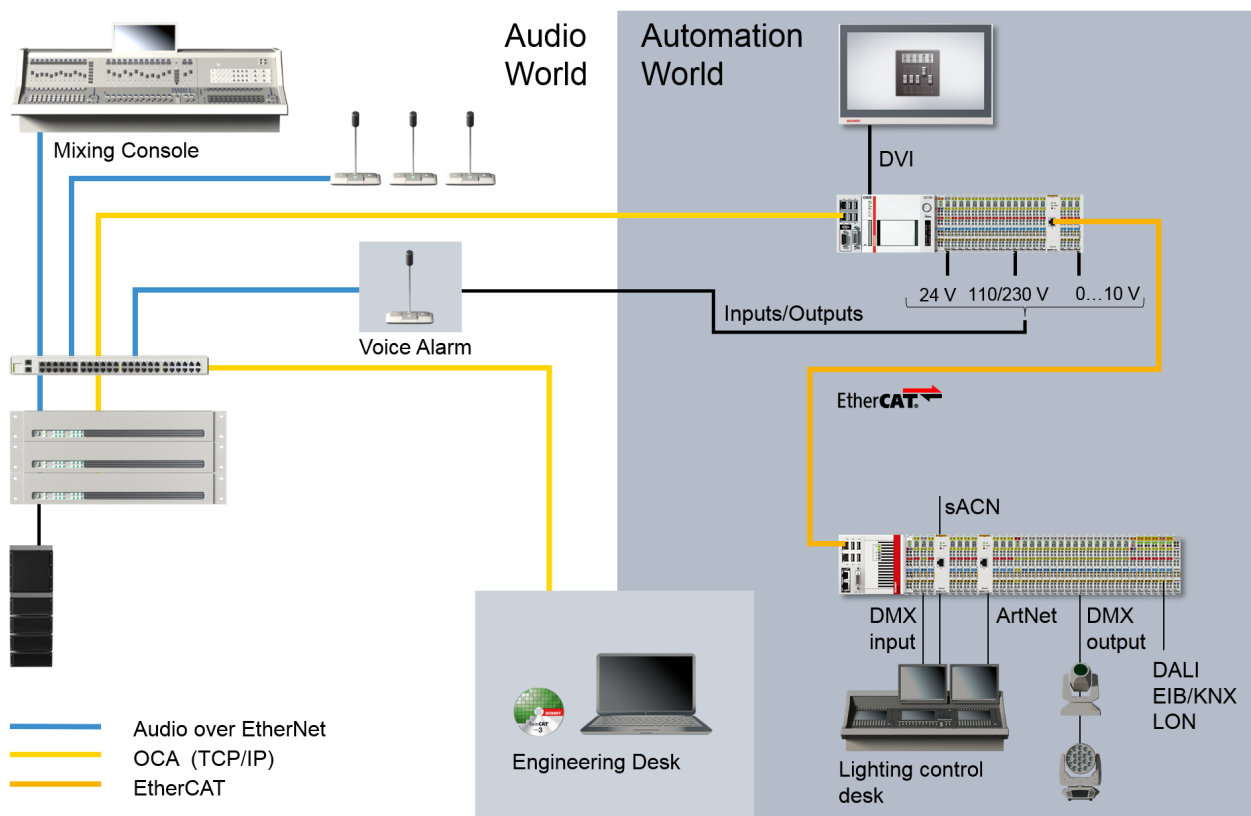 Audio
World
Automation
World
Mixing Console
DVI
24 V
110/230 V
0…10 V
Inputs/Outputs
Voice Alarm
EtherCAT®
sACN
DMX
input
ArtNet
DMX
output
DALI
EIB/KNX
LON
Audio over EtherNet
OCA (TCP/IP)
EtherCAT
Engineering Desk
Lighting control
desk